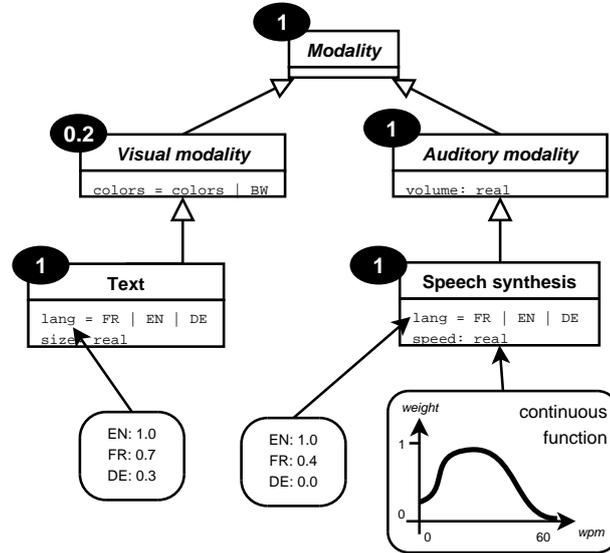 1
Modality
0.2
Visual modality
colors = colors | BW
1
Auditory modality
volume: real
1
Text
lang = FR | EN | DE
size: real
1
Speech synthesis
lang = FR | EN | DE
speed: real
EN: 1.0
FR: 0.7
DE: 0.3
EN: 1.0
FR: 0.4
DE: 0.0
weight
continuous
function
1
0
0
60
wpm